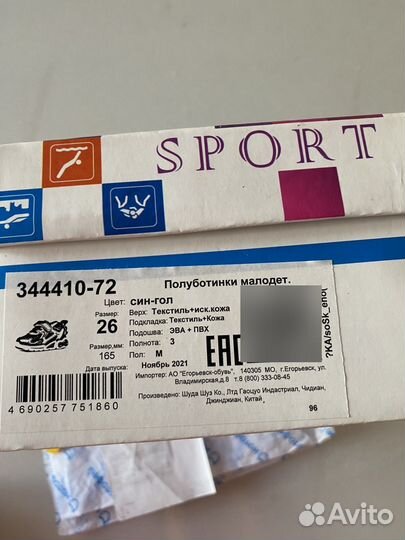 SPORT
344410-72
Полуботинки малодет.
Цвет: син-гол
Размер: 26
Размер,мм: 165
Дата выпуска: Ноябрь 2021
Верх: Текстиль+иск.кожа
Подкладка: Текстиль+Кожа
Подошва: ЭВА + ПВХ
Полнота: 3
Пол: М
EAC
Импортер: АО "Егорьевск-обувь", 140305 МО, г.Егорьевск, ул.
Владимирская,8 т.8 (800) 333-08-45
Произведено: Шуда Шуз Ко., Лтд Гаоцуо Индастриал, Чидиан,
Джинджиан, Китай
4 690257 751860
96
Avito